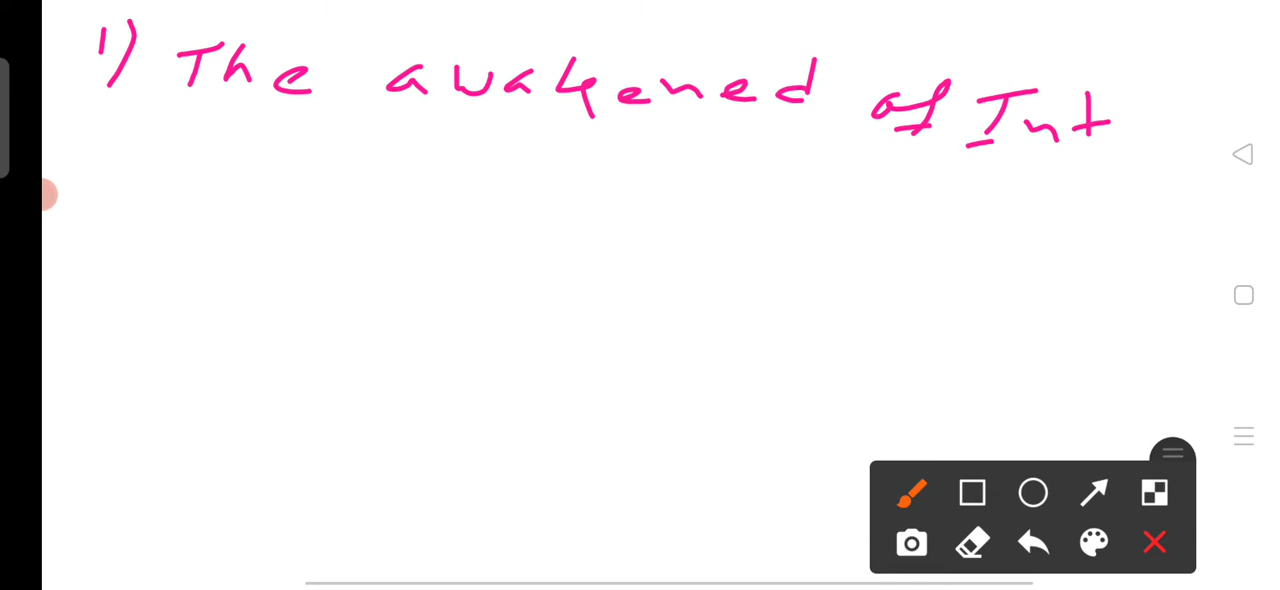 1) The awakened of Int